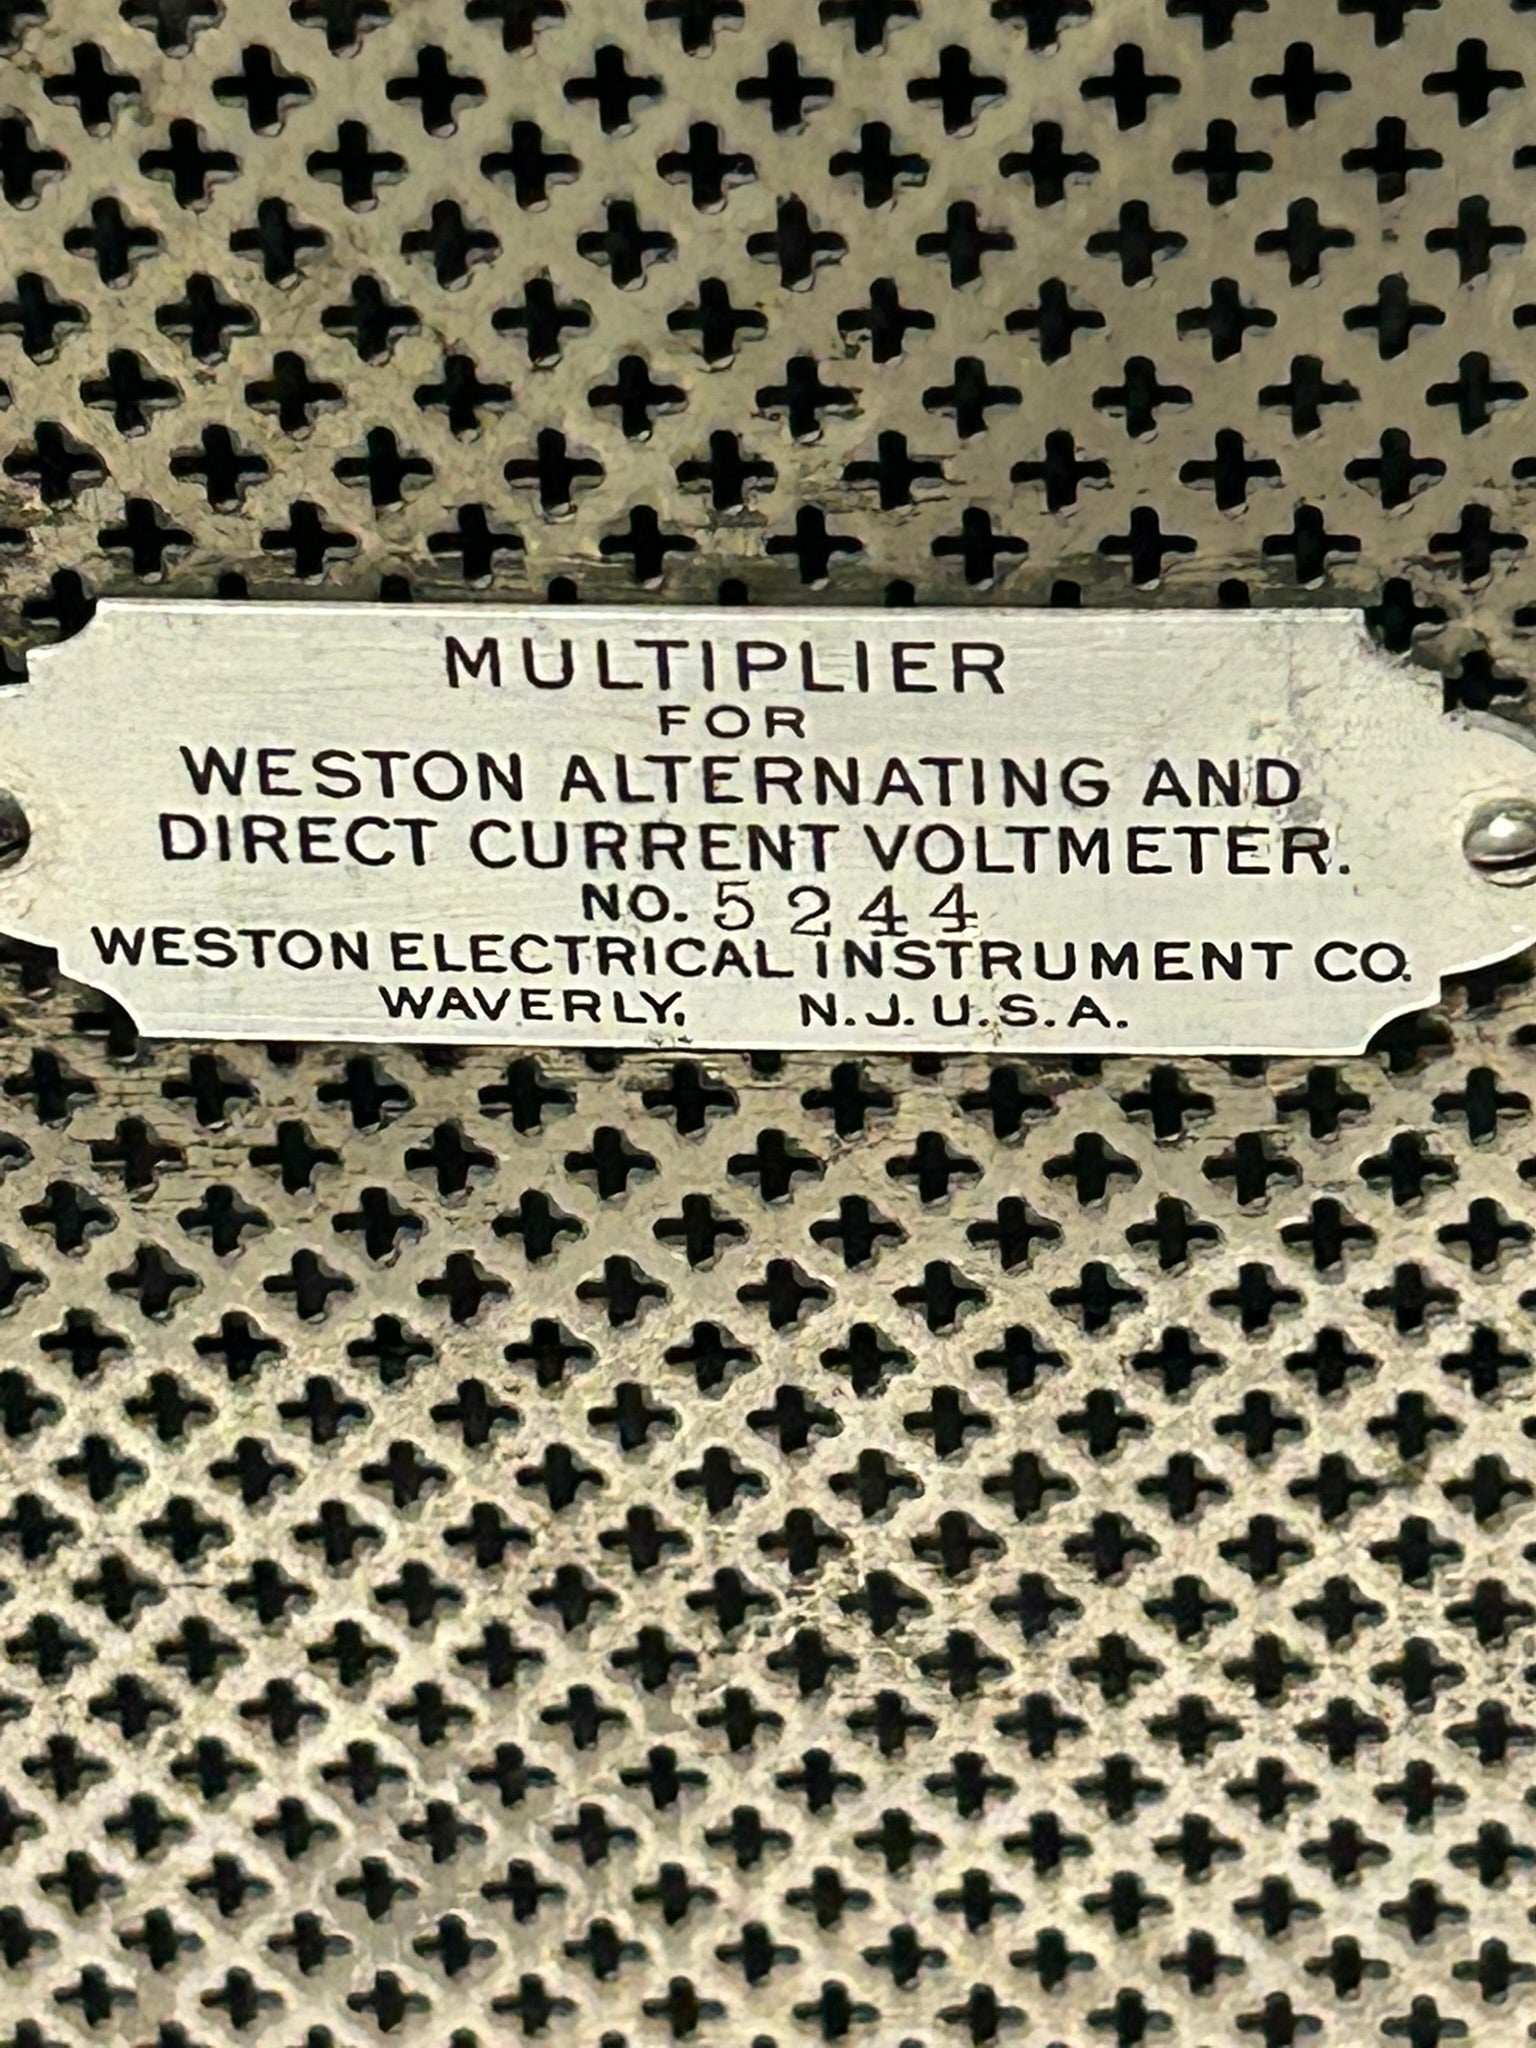 MULTIPLIER
FOR
WESTON ALTERNATING AND
DIRECT CURRENT VOLTMETER.
NO. 5244
WESTON ELECTRICAL INSTRUMENT CO.
WAVERLY, N.J. U.S.A.